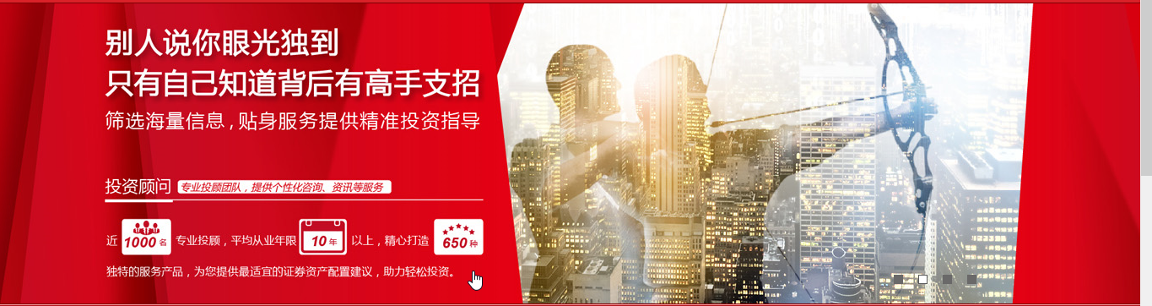 别人说你眼光独到
只有自己知道背后有高手支招
筛选海量信息，贴身服务提供精准投资指导
投资顾问 专业投顾团队，提供个性化咨询、资讯等服务
近 1000名 专业投顾，平均从业年限 10年 以上，精心打造 650种
独特的服务产品，为您提供最适宜的证券资产配置建议，助力轻松投资。